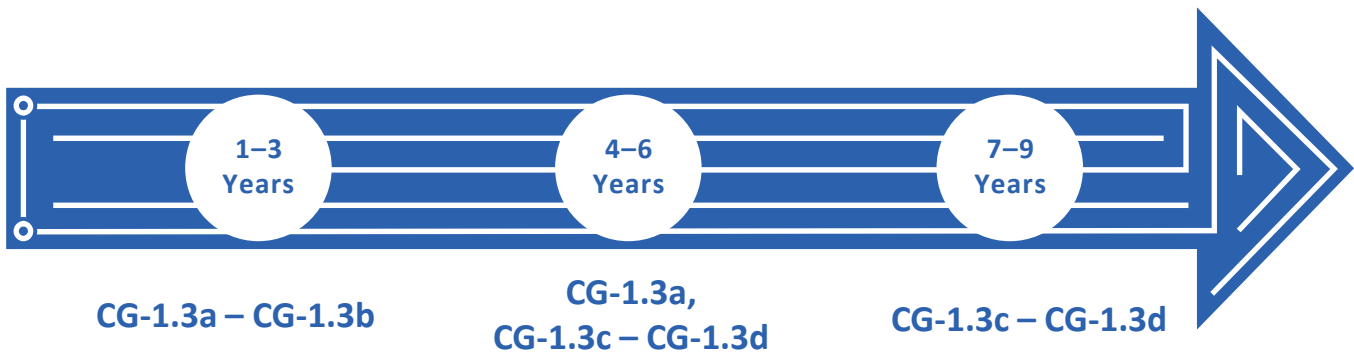 1–3
Years
4–6
Years
7–9
Years
CG-1.3a – CG-1.3b
CG-1.3a,
CG-1.3c – CG-1.3d
CG-1.3c – CG-1.3d